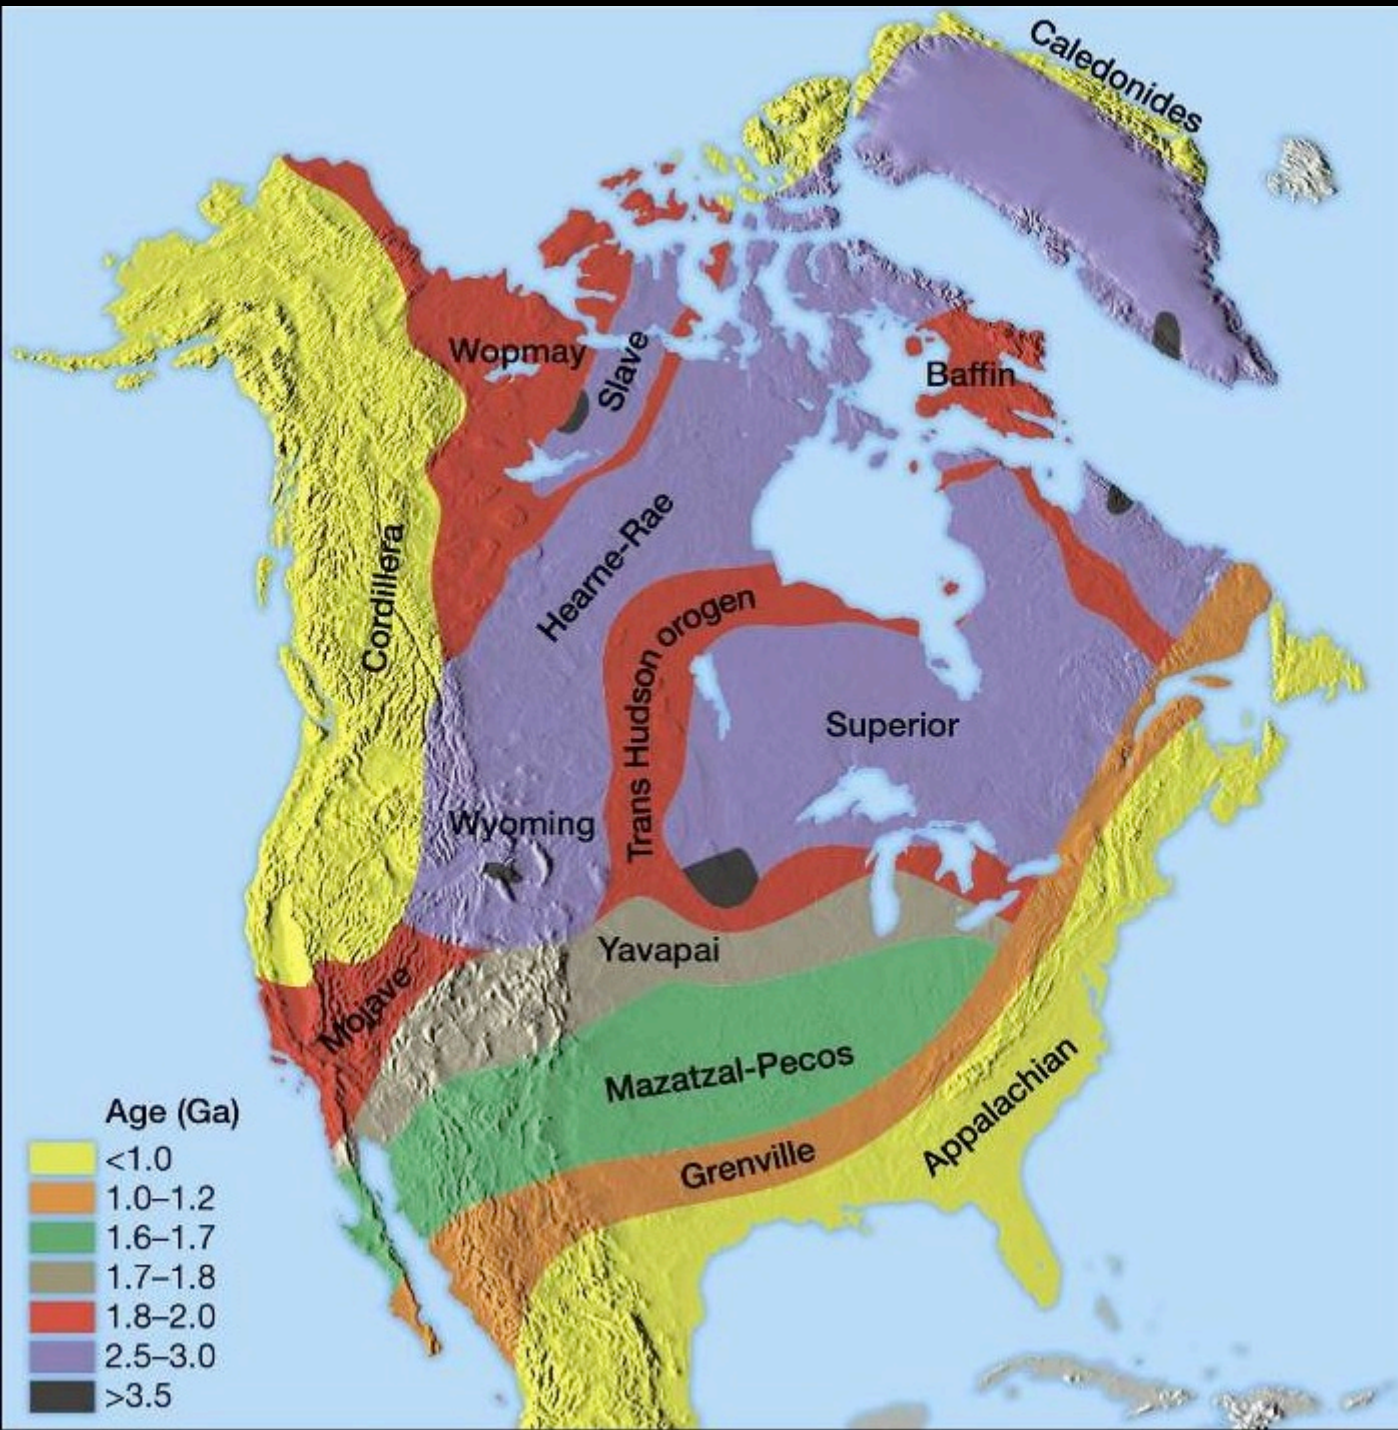 Caledonides
Wopmay
Slave
Baffin
Cordillera
Hearne-Rae
Trans Hudson orogen
Superior
Wyoming
Yavapai
Mojave
Mazatzal-Pecos
Appalachian
Grenville
Age (Ga)
<1.0
1.0–1.2
1.6–1.7
1.7–1.8
1.8–2.0
2.5–3.0
>3.5